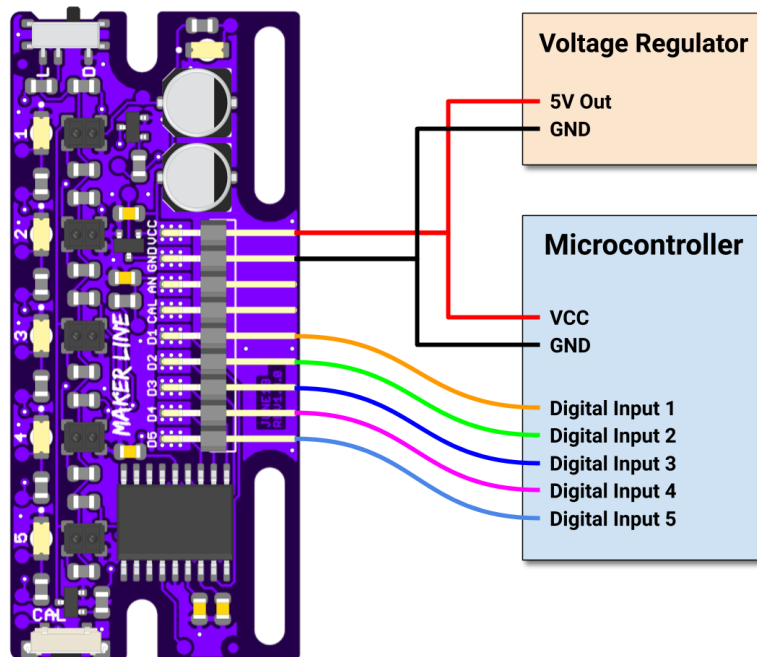 L O
1
2
3
4
5
CAL
VCC
GND
AN
CAL
D1
D2
D3
D4
D5
MAKER LINE
Voltage Regulator
5V Out
GND
Microcontroller
VCC
GND
Digital Input 1
Digital Input 2
Digital Input 3
Digital Input 4
Digital Input 5